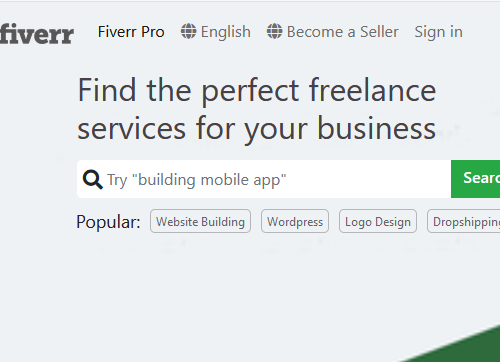 fiverr Fiverr Pro English Become a Seller Sign in
Find the perfect freelance
services for your business
Try "building mobile app" Searc
Popular: Website Building Wordpress Logo Design Dropshipping